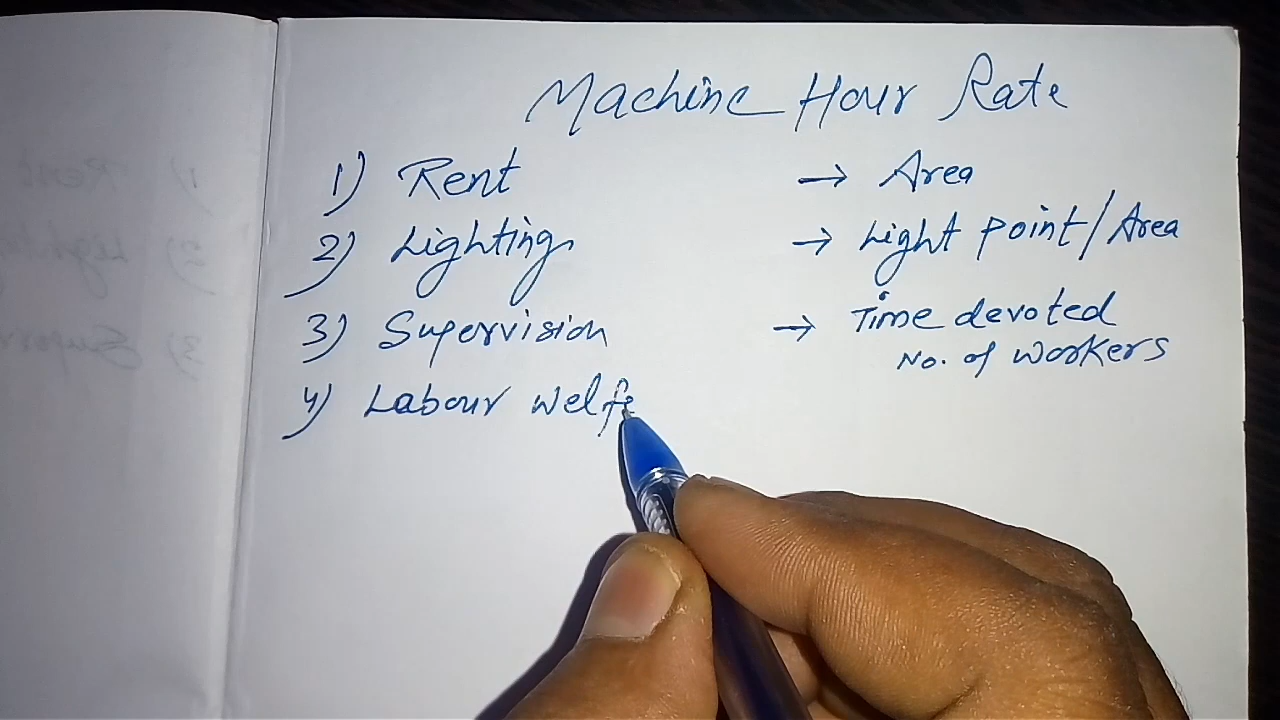 Machine Hour Rate
1) Rent → Area
2) Lighting → Light point/Area
3) Supervision → Time devoted
No. of workers
4) Labour welf